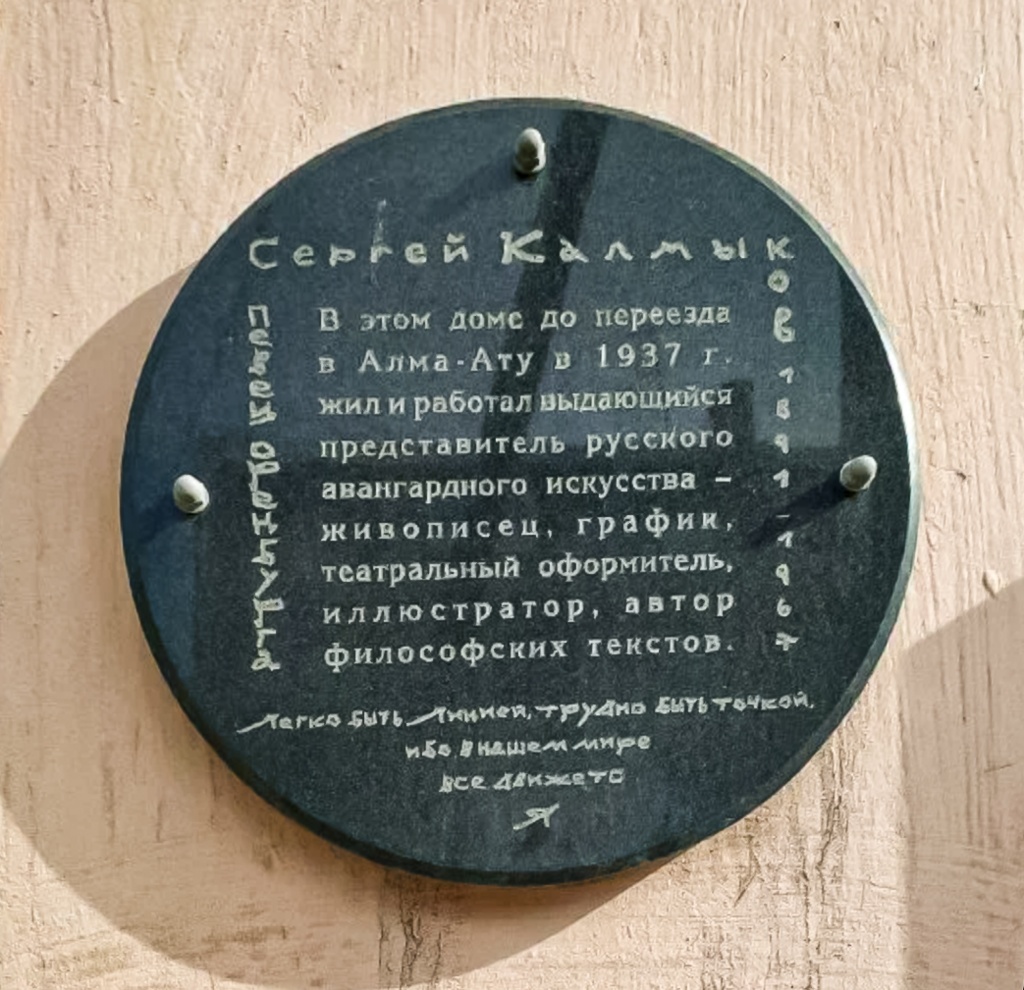 Сергей Калмыков 1891-1967
певец оренбурга
В этом доме до переезда
в Алма-Ату в 1937 г.
жил и работал выдающийся
представитель русского
авангардного искусства –
живописец, график,
театральный оформитель,
иллюстратор, автор
философских текстов.
Легко быть Линией, трудно быть точкой,
ибо в нашем мире
все движетс
я